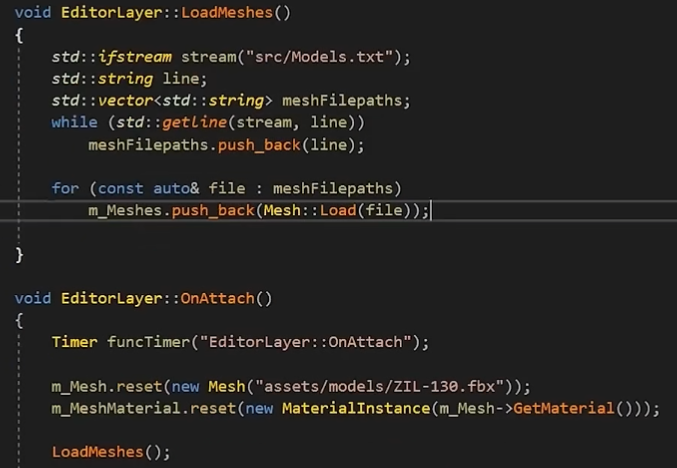 void EditorLayer::LoadMeshes()
{
std::ifstream stream("src/Models.txt");
std::string line;
std::vector<std::string> meshFilepaths;
while (std::getline(stream, line))
meshFilepaths.push_back(line);
for (const auto& file : meshFilepaths)
m_Meshes.push_back(Mesh::Load(file));
}
void EditorLayer::OnAttach()
{
Timer funcTimer("EditorLayer::OnAttach");
m_Mesh.reset(new Mesh("assets/models/ZIL-130.fbx"));
m_MeshMaterial.reset(new MaterialInstance(m_Mesh->GetMaterial()));
LoadMeshes();